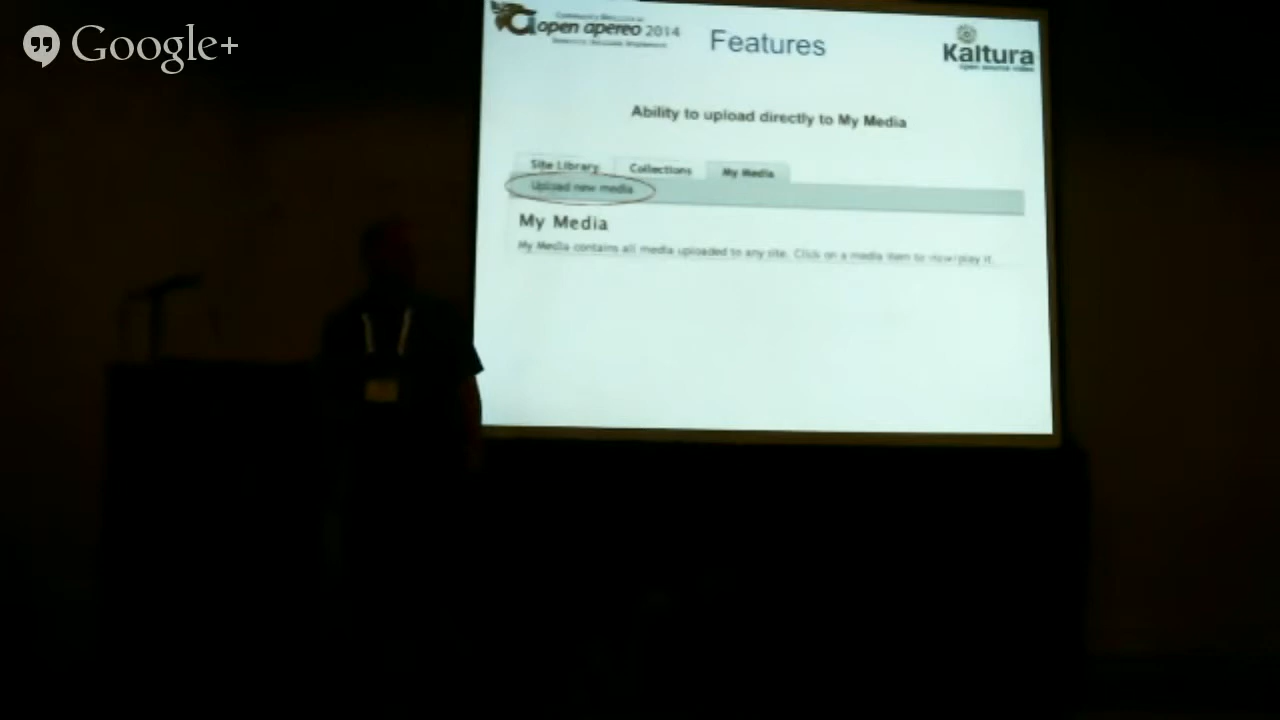 Google+
open apereo 2014
Features
Kaltura
open source video
Ability to upload directly to My Media
Site Library
Collections
My Media
Upload new media
My Media
My Media contains all media uploaded to any site. Click on a media item to view/play it.